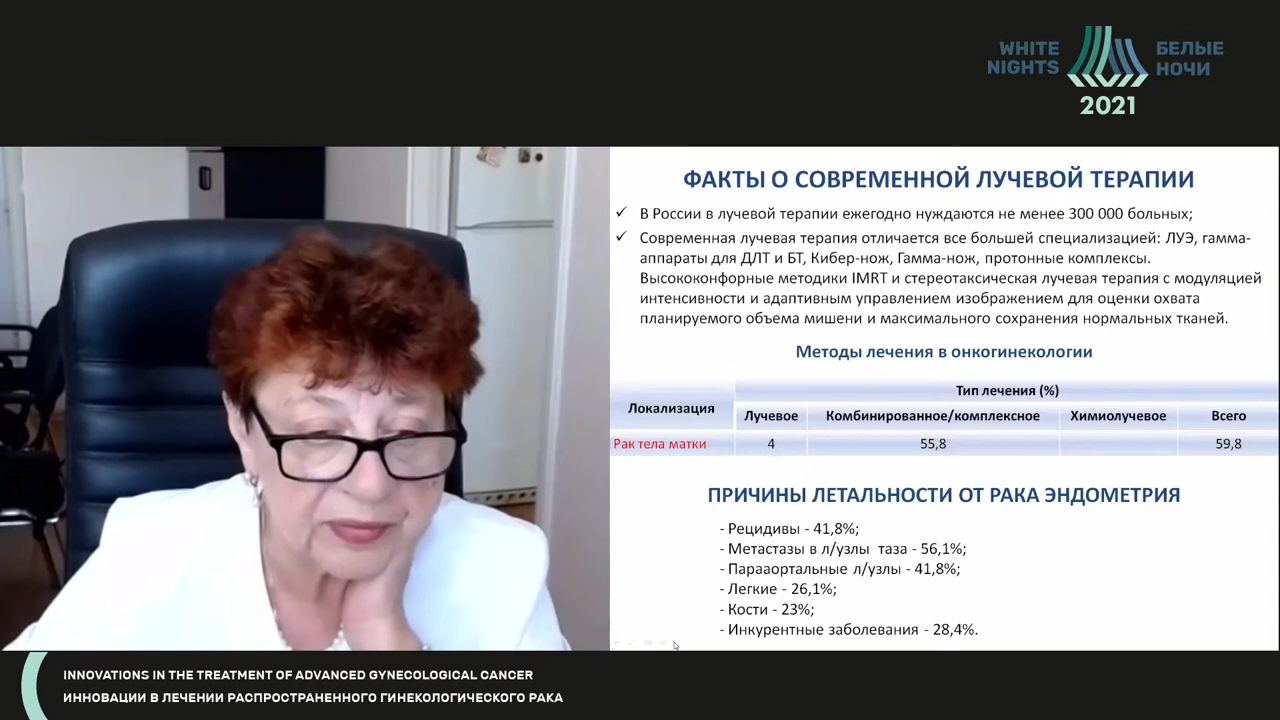 WHITE NIGHTS
БЕЛЫЕ НОЧИ
2021
ФАКТЫ О СОВРЕМЕННОЙ ЛУЧЕВОЙ ТЕРАПИИ
✓ В России в лучевой терапии ежегодно нуждаются не менее 300 000 больных;
✓ Современная лучевая терапия отличается все большей специализацией: ЛУЭ, гамма-
аппараты для ДЛТ и БТ, Кибер-нож, Гамма-нож, протонные комплексы.
Высококонфорные методики IMRT и стереотаксическая лучевая терапия с модуляцией
интенсивности и адаптивным управлением изображением для оценки охвата
планируемого объема мишени и максимального сохранения нормальных тканей.
Методы лечения в онкогинекологии
Локализация
Тип лечения (%)
Лучевое Комбинированное/комплексное Химиолучевое Всего
Рак тела матки 4 55,8 59,8
ПРИЧИНЫ ЛЕТАЛЬНОСТИ ОТ РАКА ЭНДОМЕТРИЯ
- Рецидивы - 41,8%;
- Метастазы в л/узлы таза - 56,1%;
- Парааортальные л/узлы - 41,8%;
- Легкие - 26,1%;
- Кости - 23%;
- Инкурентные заболевания - 28,4%.
INNOVATIONS IN THE TREATMENT OF ADVANCED GYNECOLOGICAL CANCER
ИННОВАЦИИ В ЛЕЧЕНИИ РАСПРОСТРАНЕННОГО ГИНЕКОЛОГИЧЕСКОГО РАКА